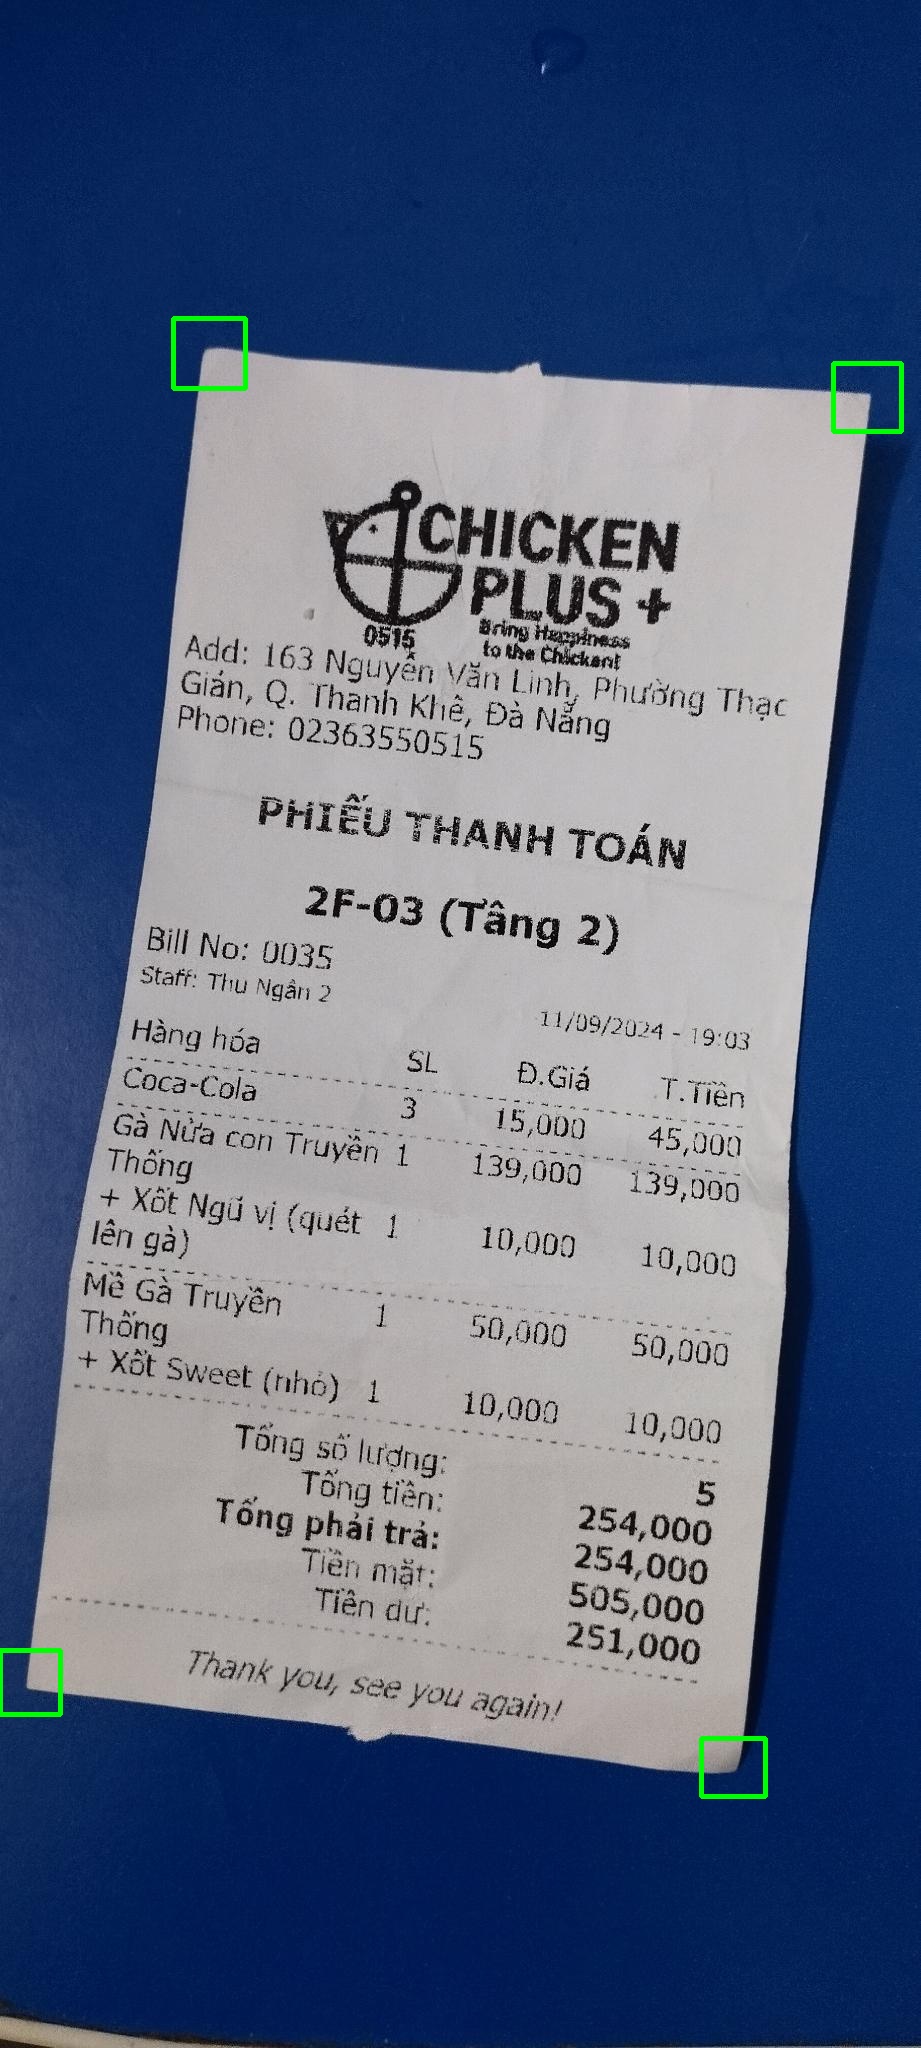 CHICKEN
PLUS +
0515
Bring Happiness
to the Chicken!
Add: 163 Nguyễn Văn Linh, Phường Thạc
Gián, Q. Thanh Khê, Đà Nẵng
Phone: 02363550515
PHIẾU THANH TOÁN
2F-03 (Tầng 2)
Bill No: 0035
Staff: Thu Ngân 2
11/09/2024 - 19:03
Hàng hóa SL Đ.Giá T.Tiền
Coca-Cola 3 15,000 45,000
Gà Nửa con Truyền 1 139,000 139,000
Thống
+ Xốt Ngũ vị (quét 1 10,000 10,000
lên gà)
Mề Gà Truyền 1 50,000 50,000
Thống
+ Xốt Sweet (nhỏ) 1 10,000 10,000
Tổng số lượng: 5
Tổng tiền: 254,000
Tổng phải trả: 254,000
Tiền mặt: 505,000
Tiền dư: 251,000
Thank you, see you again!